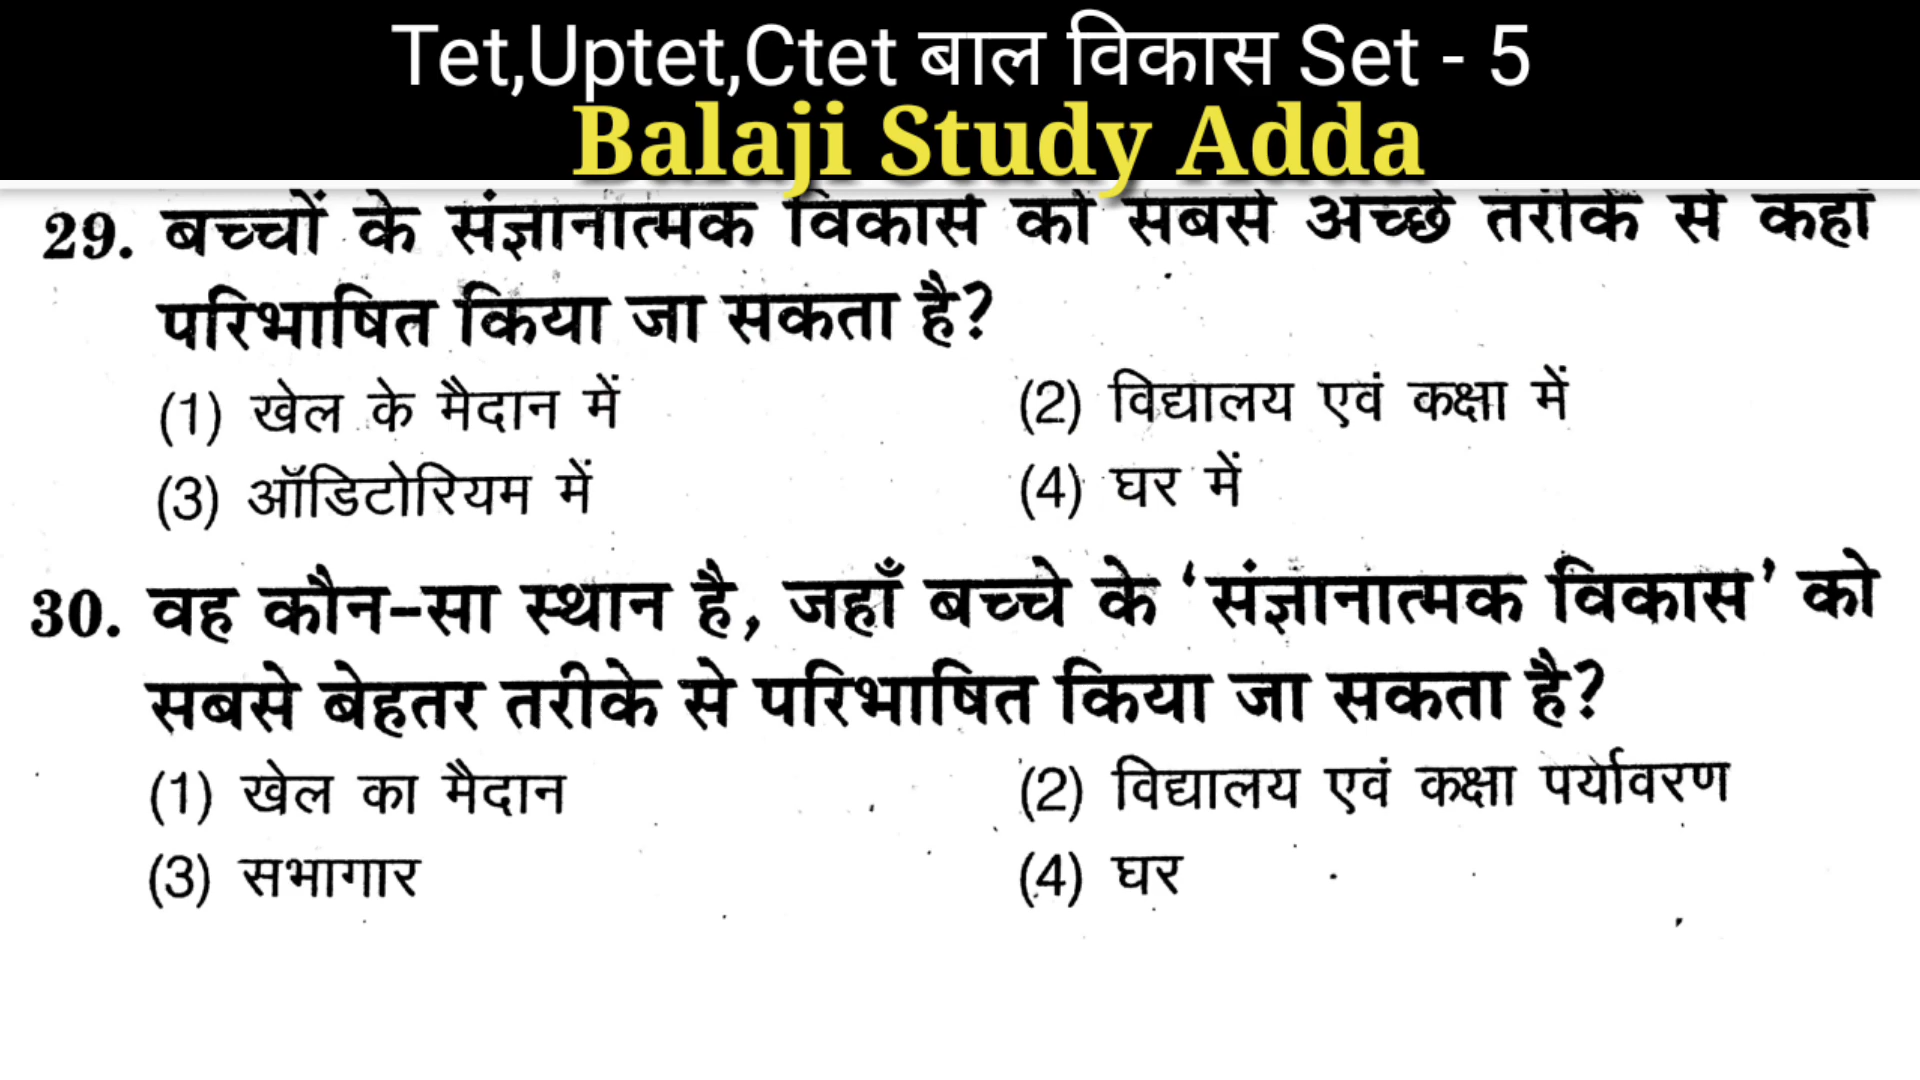 Tet,Uptet,Ctet बाल विकास Set - 5
Balaji Study Adda
29. बच्चों के संज्ञानात्मक विकास को सबसे अच्छे तरीके से कहाँ
परिभाषित किया जा सकता है?
(1) खेल के मैदान में (2) विद्यालय एवं कक्षा में
(3) ऑडिटोरियम में (4) घर में
30. वह कौन-सा स्थान है, जहाँ बच्चे के ‘संज्ञानात्मक विकास’ को
सबसे बेहतर तरीके से परिभाषित किया जा सकता है?
(1) खेल का मैदान (2) विद्यालय एवं कक्षा पर्यावरण
(3) सभागार (4) घर